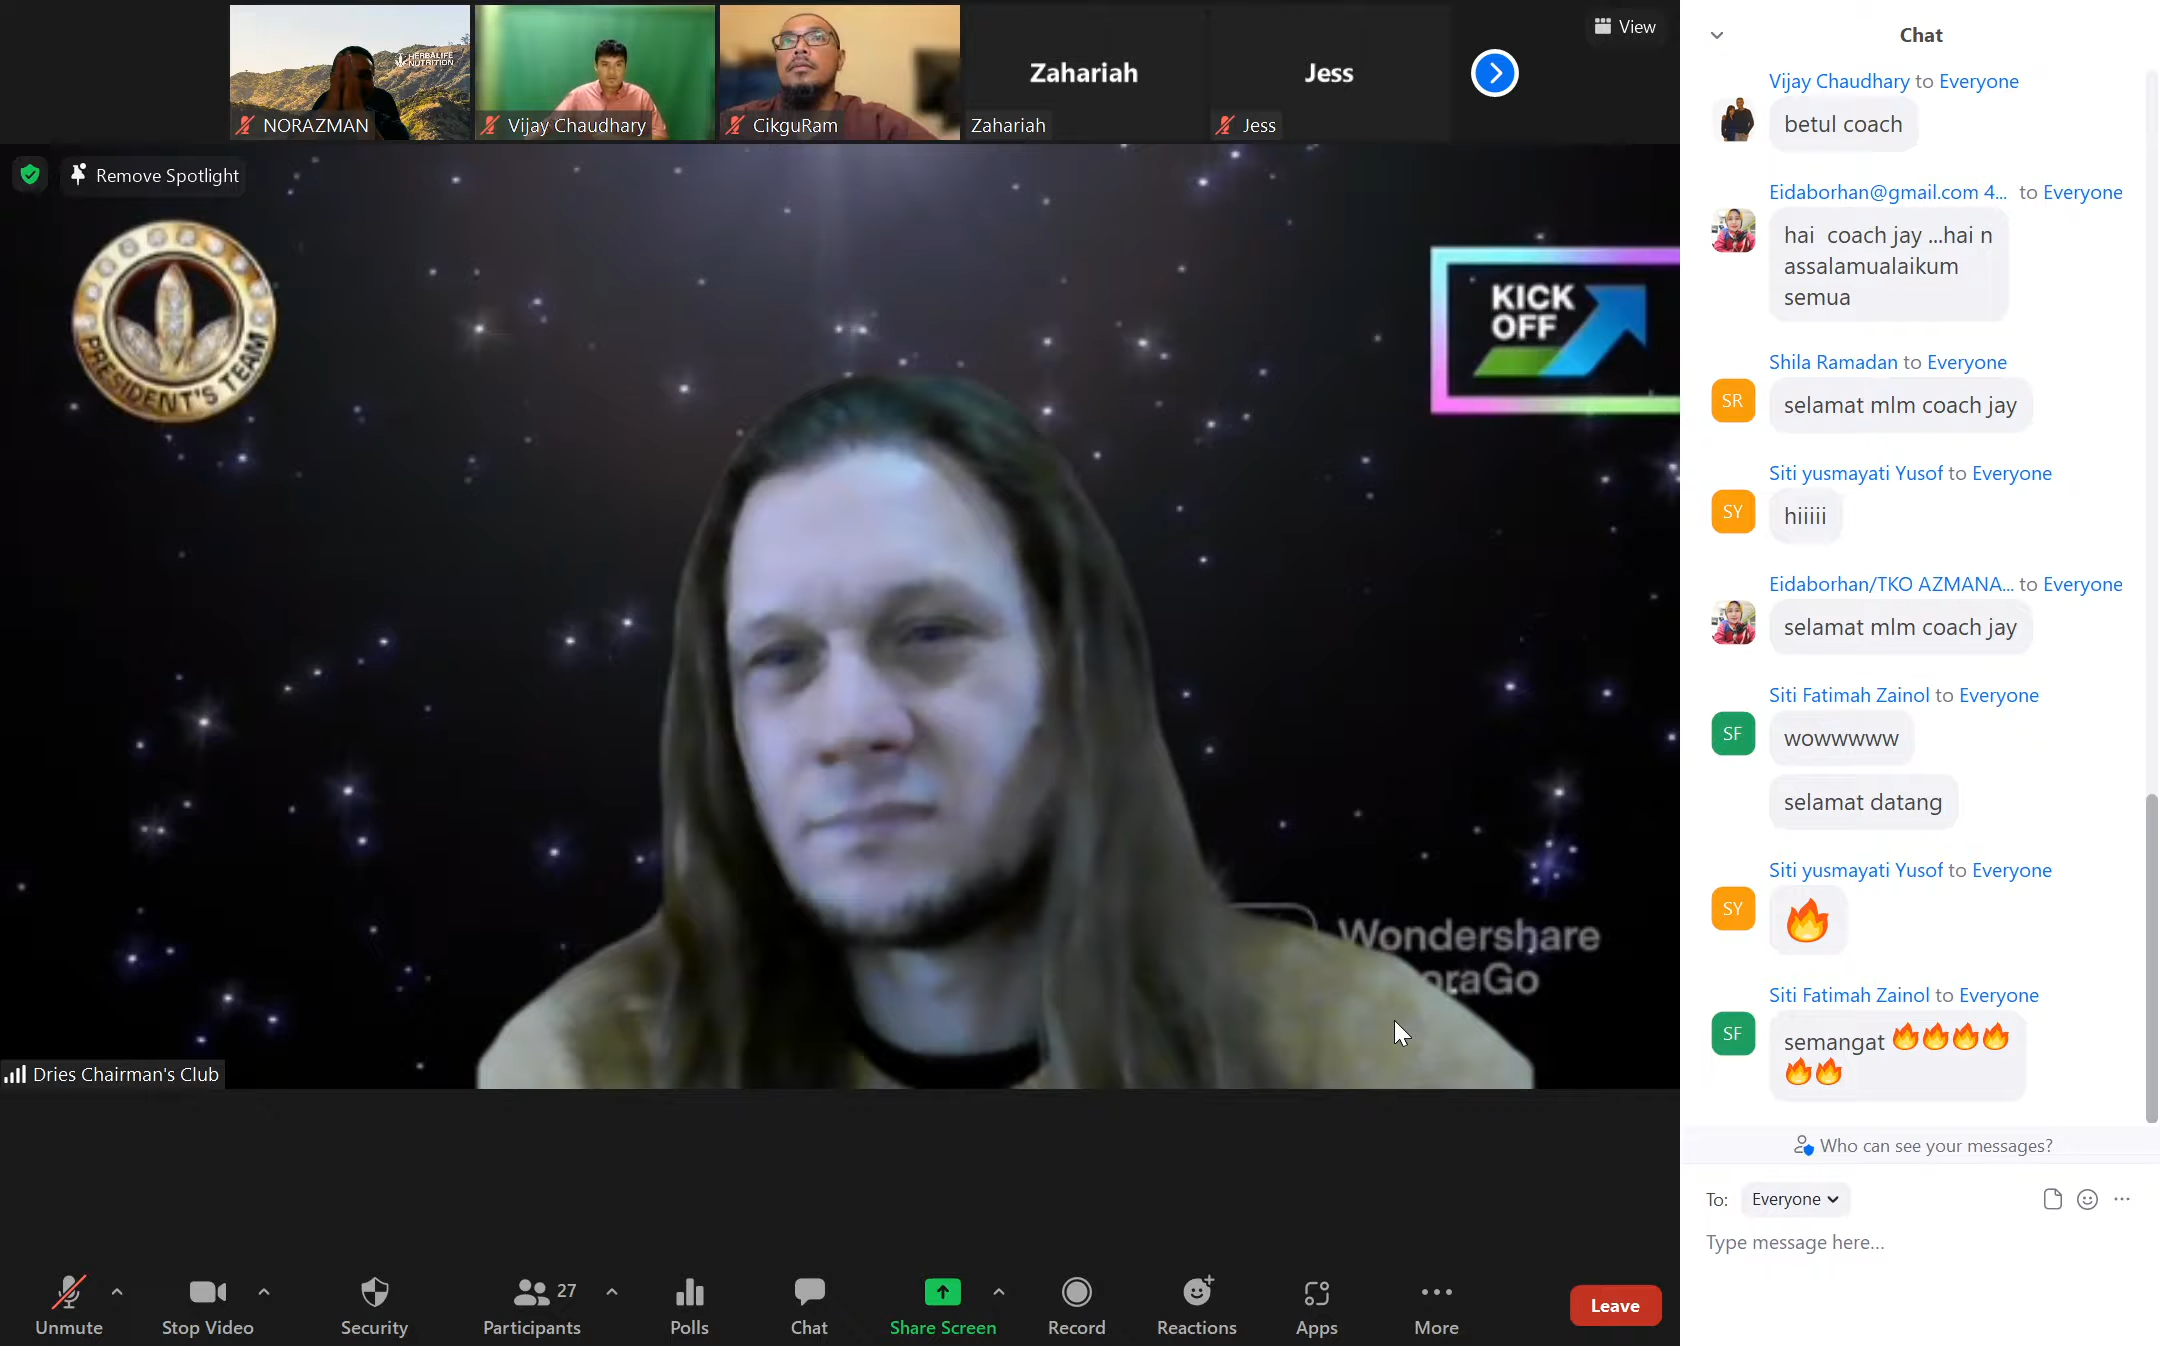 HERBALIFE
NUTRITION
NORAZMAN
Vijay Chaudhary
CikguRam
Zahariah
Zahariah
Jess
Jess
View
Remove Spotlight
PRESIDENT'S TEAM
KICK
OFF
Wondershare
oraGo
Dries Chairman's Club
Unmute
Stop Video
Security
27
Participants
Polls
Chat
Share Screen
Record
Reactions
Apps
More
Leave
Chat
Vijay Chaudhary to Everyone
betul coach
Eidaborhan@gmail.com 4... to Everyone
hai coach jay ...hai n
assalamualaikum
semua
Shila Ramadan to Everyone
SR
selamat mlm coach jay
Siti yusmayati Yusof to Everyone
SY
hiiiii
Eidaborhan/TKO AZMANA... to Everyone
selamat mlm coach jay
Siti Fatimah Zainol to Everyone
SF
wowwwww
selamat datang
Siti yusmayati Yusof to Everyone
SY
🔥
Siti Fatimah Zainol to Everyone
SF
semangat 🔥🔥🔥🔥
🔥🔥
Who can see your messages?
To: Everyone
Type message here...